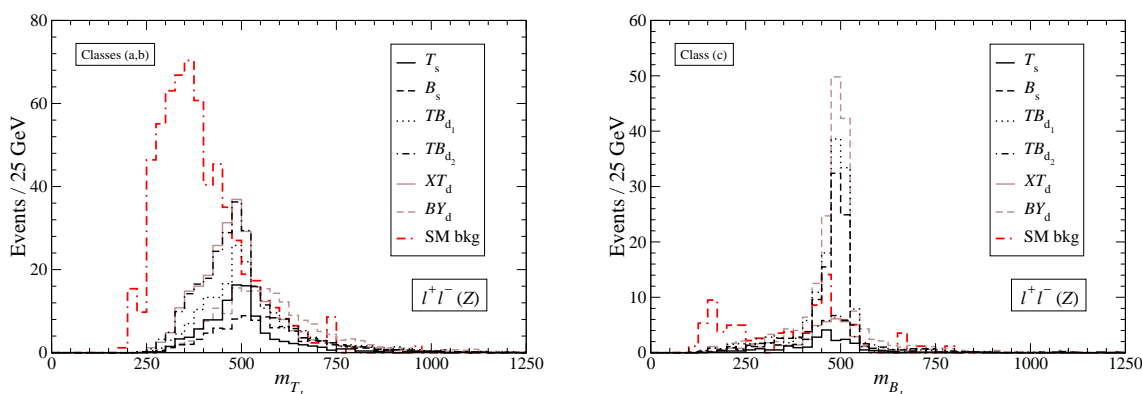 Classes (a,b)
T_s
B_s
TB_d1
TB_d2
XT_d
BY_d
SM bkg
l+ l- (Z)
Events / 25 GeV
0
20
40
60
80
0 250 500 750 1000 1250
m_T
Class (c)
T_s
B_s
TB_d1
TB_d2
XT_d
BY_d
SM bkg
l+ l- (Z)
Events / 25 GeV
0
10
20
30
40
50
60
0 250 500 750 1000 1250
m_B